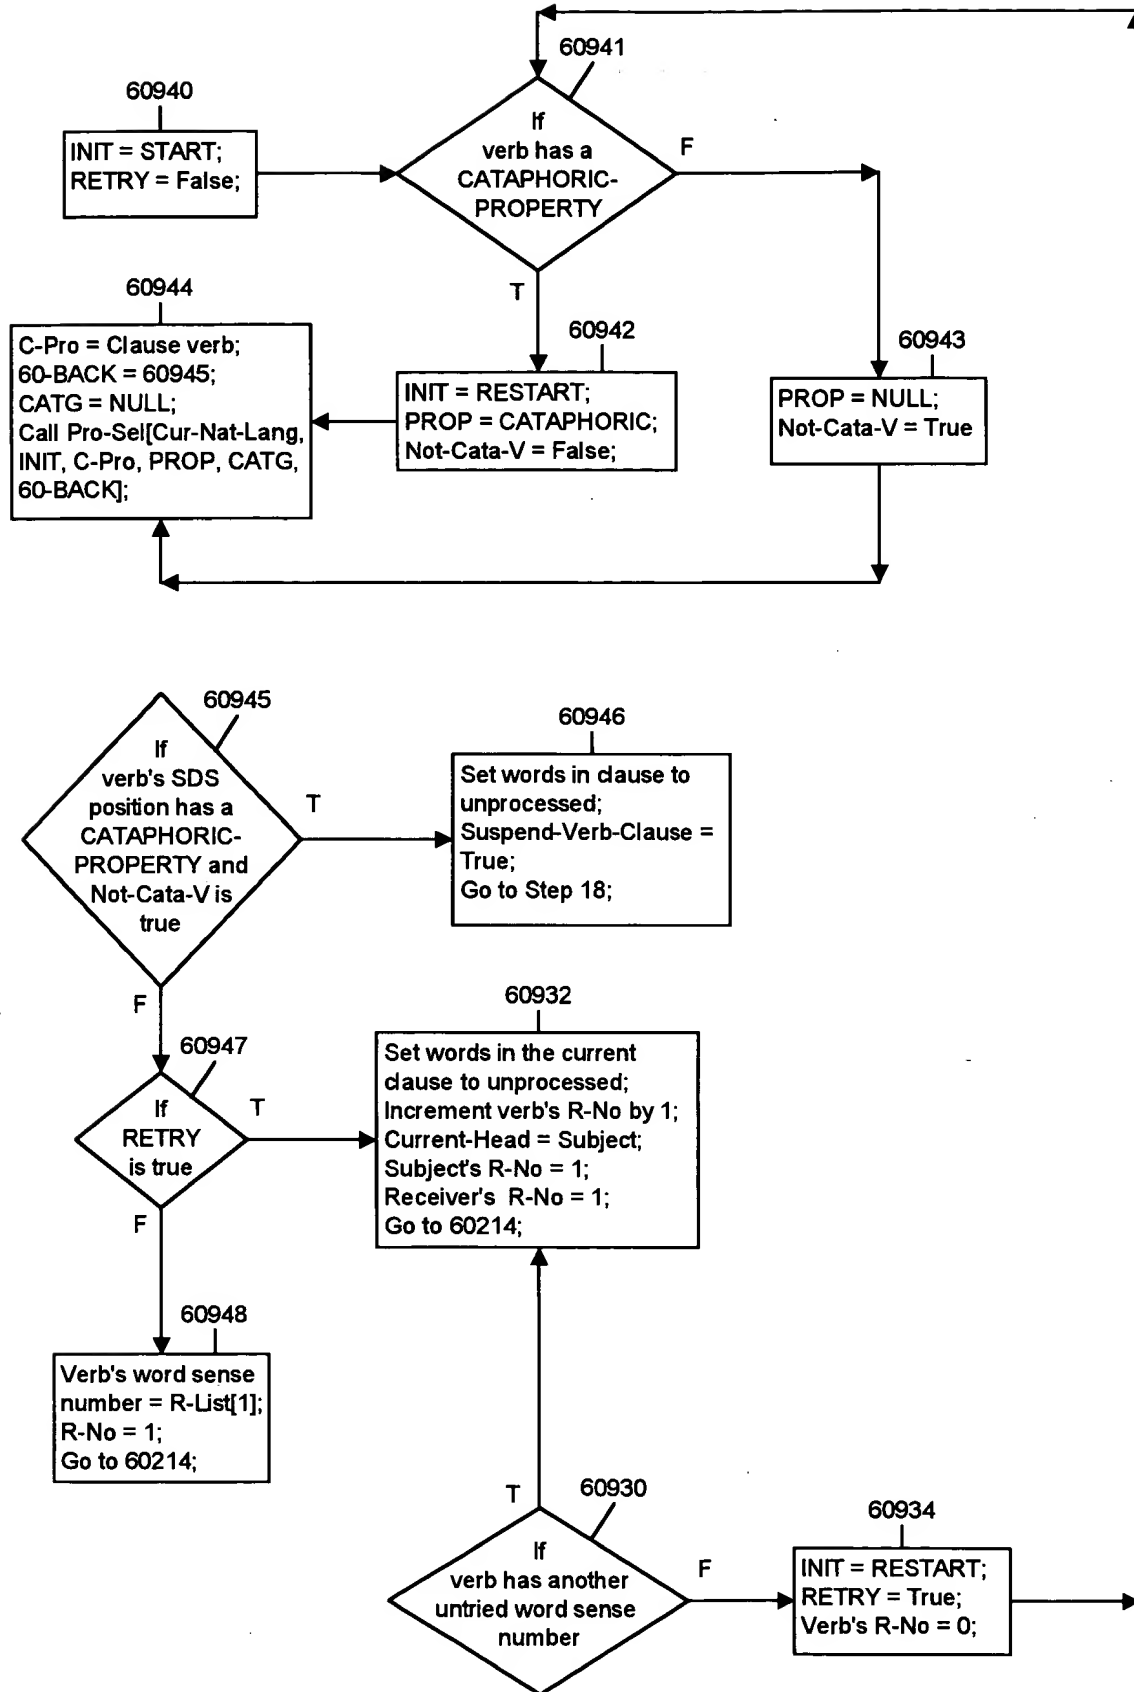 60941
60940
If
verb has a
CATAPHORIC-
PROPERTY
F
INIT = START;
RETRY = False;
T
60944
C-Pro = Clause verb;
60-BACK = 60945;
CATG = NULL;
Call Pro-Sel[Cur-Nat-Lang,
INIT, C-Pro, PROP, CATG,
60-BACK];
60942
INIT = RESTART;
PROP = CATAPHORIC;
Not-Cata-V = False;
60943
PROP = NULL;
Not-Cata-V = True
60945
If
verb's SDS
position has a
CATAPHORIC-
PROPERTY and
Not-Cata-V is
true
T
F
60946
Set words in clause to
unprocessed;
Suspend-Verb-Clause =
True;
Go to Step 18;
60947
If
RETRY
is true
T
F
60932
Set words in the current
clause to unprocessed;
Increment verb's R-No by 1;
Current-Head = Subject;
Subject's R-No = 1;
Receiver's R-No = 1;
Go to 60214;
60948
Verb's word sense
number = R-List[1];
R-No = 1;
Go to 60214;
60930
T
If
verb has another
untried word sense
number
F
60934
INIT = RESTART;
RETRY = True;
Verb's R-No = 0;